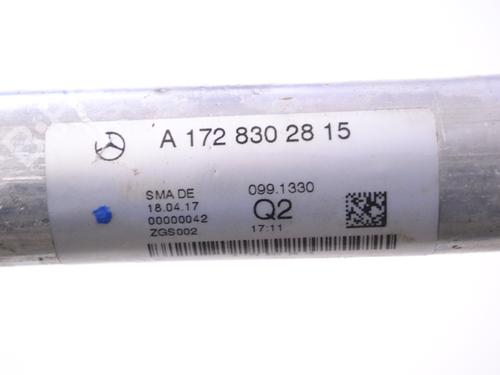 A 172 830 28 15
SMA DE 099.1330
18.04.17 Q2
00000042
ZGS002 17:11